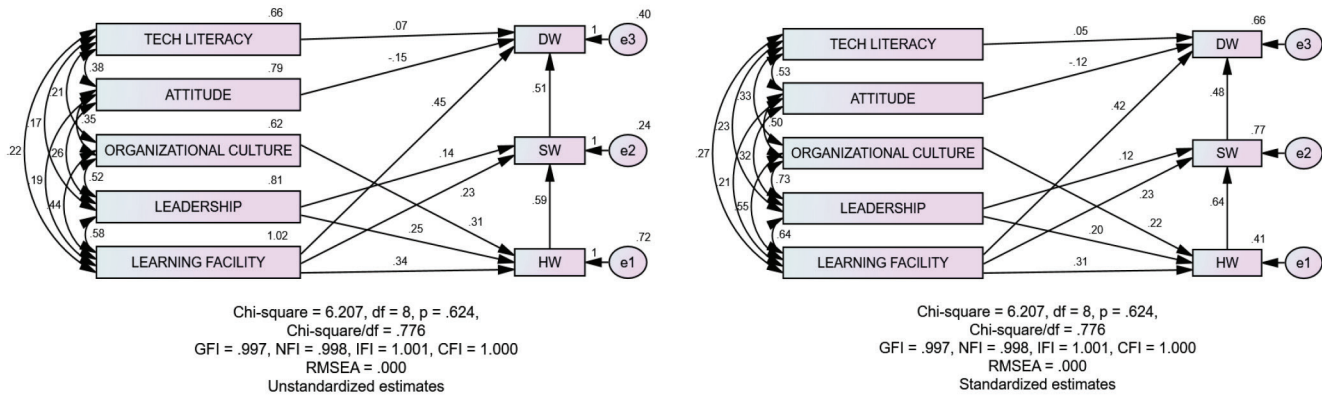 .66
TECH LITERACY
.07
DW
1
.40
e3
.38
.79
-.15
ATTITUDE
.21
.45
.51
.35
.62
.17
ORGANIZATIONAL CULTURE
.22
.26
.14
SW
1
.24
e2
.52
.81
.19
LEADERSHIP
.23
.59
.44
.31
.58
1.02
.25
.72
LEARNING FACILITY
.34
HW
1
e1
Chi-square = 6.207, df = 8, p = .624,
Chi-square/df = .776
GFI = .997, NFI = .998, IFI = 1.001, CFI = 1.000
RMSEA = .000
Unstandardized estimates
TECH LITERACY
.05
.66
DW
e3
.53
-.12
ATTITUDE
.33
.42
.48
.50
.23
ORGANIZATIONAL CULTURE
.27
.32
.12
.77
SW
e2
.73
.21
LEADERSHIP
.23
.64
.55
.22
.64
.20
.41
LEARNING FACILITY
.31
HW
e1
Chi-square = 6.207, df = 8, p = .624,
Chi-square/df = .776
GFI = .997, NFI = .998, IFI = 1.001, CFI = 1.000
RMSEA = .000
Standardized estimates